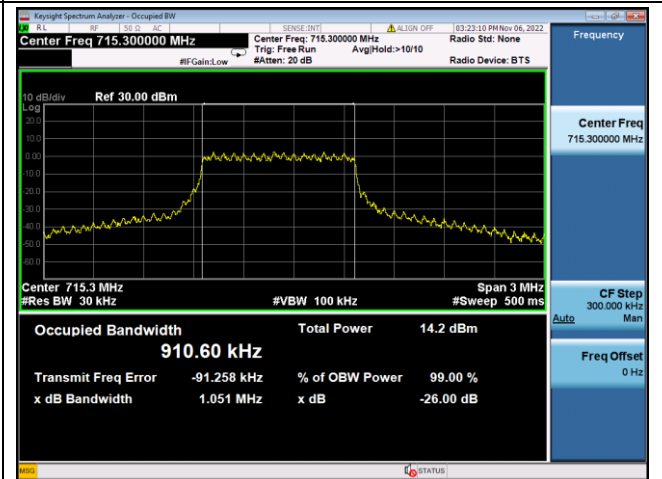 Keysight Spectrum Analyzer - Occupied BW
RL RF 50 Ω AC SENSE:INT ALIGN OFF 03:23:10 PM Nov 06, 2022
Center Freq 715.300000 MHz
Center Freq: 715.300000 MHz Radio Std: None
Trig: Free Run Avg|Hold:>10/10
#IFGain:Low #Atten: 20 dB Radio Device: BTS
Frequency
10 dB/div Ref 30.00 dBm
Log
20.0
10.0
0.00
-10.0
-20.0
-30.0
-40.0
-50.0
-60.0
Center Freq
715.300000 MHz
Center 715.3 MHz Span 3 MHz
#Res BW 30 kHz #VBW 100 kHz #Sweep 500 ms
CF Step
300.000 kHz
Auto Man
Occupied Bandwidth Total Power 14.2 dBm
910.60 kHz
Transmit Freq Error -91.258 kHz % of OBW Power 99.00 %
x dB Bandwidth 1.051 MHz x dB -26.00 dB
Freq Offset
0 Hz
MSG STATUS